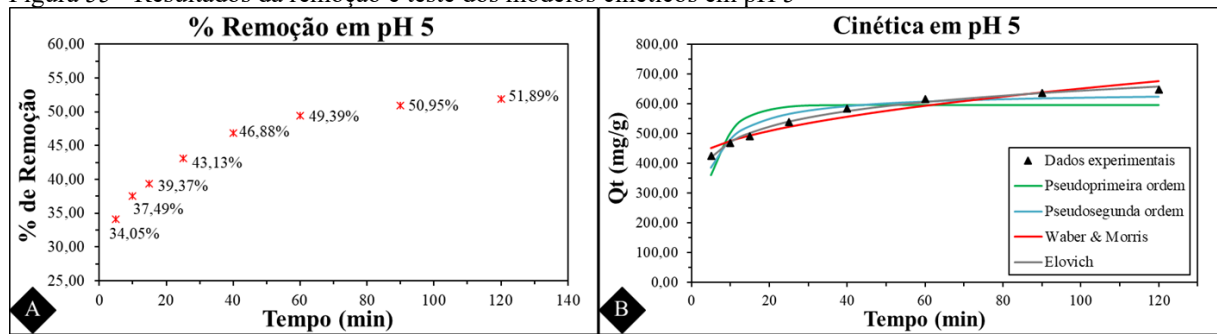 Figura 33 - Resultados da remoção e teste dos modelos cinéticos em pH 5
% Remoção em pH 5
% de Remoção
60,00
55,00
50,00
45,00
40,00
35,00
30,00
25,00
34,05%
37,49%
39,37%
43,13%
46,88%
49,39%
50,95%
51,89%
0
20
40
60
80
100
120
140
Tempo (min)
A
Cinética em pH 5
Qt (mg/g)
800,00
700,00
600,00
500,00
400,00
300,00
200,00
100,00
0,00
Dados experimentais
Pseudoprimeira ordem
Pseudosegunda ordem
Waber & Morris
Elovich
0
20
40
60
80
100
120
Tempo (min)
B